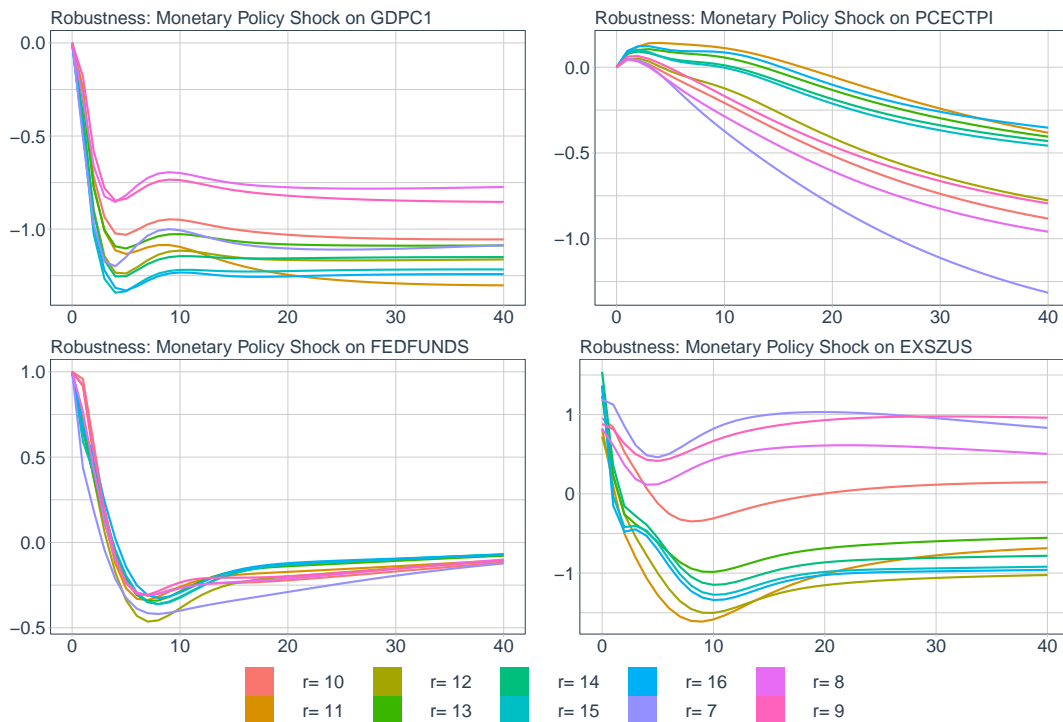 Robustness: Monetary Policy Shock on GDPC1
0.0
−0.5
−1.0
0 10 20 30 40
Robustness: Monetary Policy Shock on PCECTPI
0.0
−0.5
−1.0
0 10 20 30 40
Robustness: Monetary Policy Shock on FEDFUNDS
1.0
0.5
0.0
−0.5
0 10 20 30 40
Robustness: Monetary Policy Shock on EXSZUS
1
0
−1
0 10 20 30 40
r= 10 r= 12 r= 14 r= 16 r= 8
r= 11 r= 13 r= 15 r= 7 r= 9